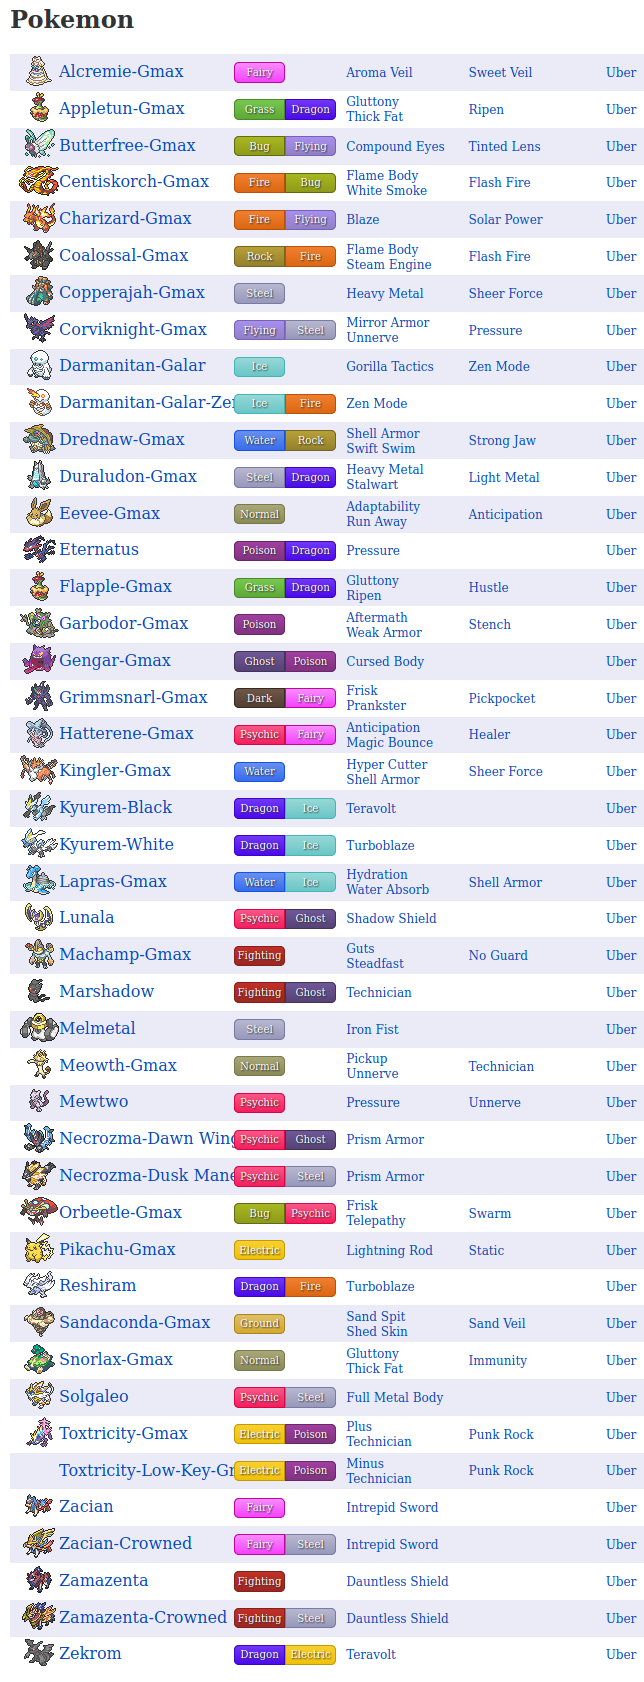 Pokemon
Alcremie-Gmax Fairy Aroma Veil Sweet Veil Uber
Appletun-Gmax Grass Dragon Gluttony Thick Fat Ripen Uber
Butterfree-Gmax Bug Flying Compound Eyes Tinted Lens Uber
Centiskorch-Gmax Fire Bug Flame Body White Smoke Flash Fire Uber
Charizard-Gmax Fire Flying Blaze Solar Power Uber
Coalossal-Gmax Rock Fire Flame Body Steam Engine Flash Fire Uber
Copperajah-Gmax Steel Heavy Metal Sheer Force Uber
Corviknight-Gmax Flying Steel Mirror Armor Unnerve Pressure Uber
Darmanitan-Galar Ice Gorilla Tactics Zen Mode Uber
Darmanitan-Galar-Zen Ice Fire Zen Mode Uber
Drednaw-Gmax Water Rock Shell Armor Swift Swim Strong Jaw Uber
Duraludon-Gmax Steel Dragon Heavy Metal Stalwart Light Metal Uber
Eevee-Gmax Normal Adaptability Run Away Anticipation Uber
Eternatus Poison Dragon Pressure Uber
Flapple-Gmax Grass Dragon Gluttony Ripen Hustle Uber
Garbodor-Gmax Poison Aftermath Weak Armor Stench Uber
Gengar-Gmax Ghost Poison Cursed Body Uber
Grimmsnarl-Gmax Dark Fairy Frisk Prankster Pickpocket Uber
Hatterene-Gmax Psychic Fairy Anticipation Magic Bounce Healer Uber
Kingler-Gmax Water Hyper Cutter Shell Armor Sheer Force Uber
Kyurem-Black Dragon Ice Teravolt Uber
Kyurem-White Dragon Ice Turboblaze Uber
Lapras-Gmax Water Ice Hydration Water Absorb Shell Armor Uber
Lunala Psychic Ghost Shadow Shield Uber
Machamp-Gmax Fighting Guts Steadfast No Guard Uber
Marshadow Fighting Ghost Technician Uber
Melmetal Steel Iron Fist Uber
Meowth-Gmax Normal Pickup Unnerve Technician Uber
Mewtwo Psychic Pressure Unnerve Uber
Necrozma-Dawn Wing Psychic Ghost Prism Armor Uber
Necrozma-Dusk Mane Psychic Steel Prism Armor Uber
Orbeetle-Gmax Bug Psychic Frisk Telepathy Swarm Uber
Pikachu-Gmax Electric Lightning Rod Static Uber
Reshiram Dragon Fire Turboblaze Uber
Sandaconda-Gmax Ground Sand Spit Shed Skin Sand Veil Uber
Snorlax-Gmax Normal Gluttony Thick Fat Immunity Uber
Solgaleo Psychic Steel Full Metal Body Uber
Toxtricity-Gmax Electric Poison Plus Technician Punk Rock Uber
Toxtricity-Low-Key-Gm Electric Poison Minus Technician Punk Rock Uber
Zacian Fairy Intrepid Sword Uber
Zacian-Crowned Fairy Steel Intrepid Sword Uber
Zamazenta Fighting Dauntless Shield Uber
Zamazenta-Crowned Fighting Steel Dauntless Shield Uber
Zekrom Dragon Electric Teravolt Uber